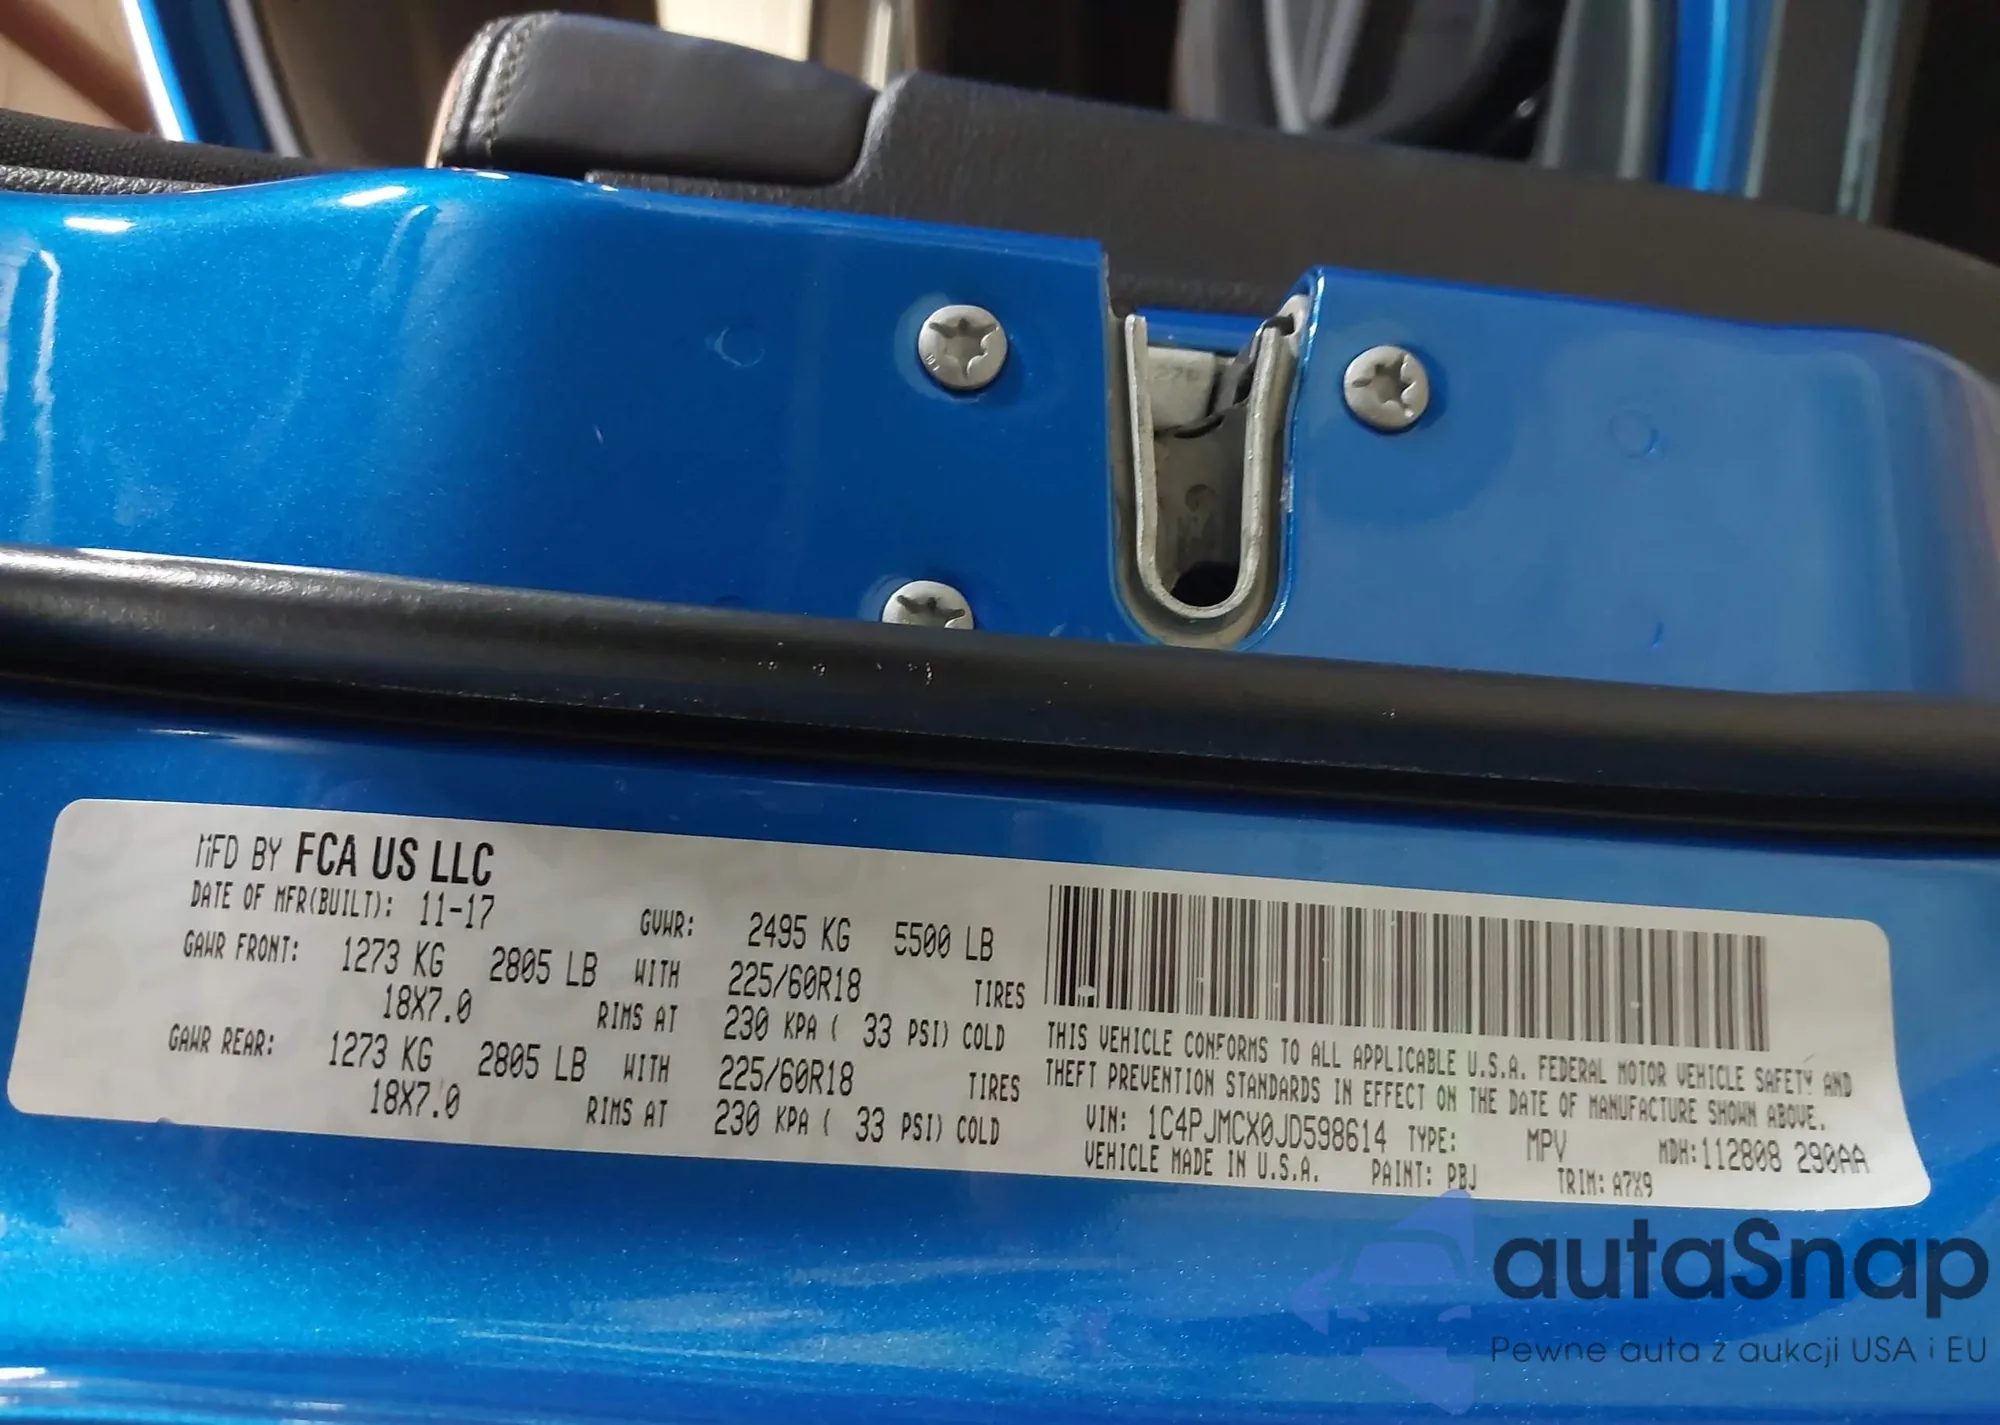 MFD BY FCA US LLC
DATE OF MFR(BUILT): 11-17
GVWR: 2495 KG 5500 LB
GAWR FRONT: 1273 KG 2805 LB WITH 225/60R18 TIRES
18X7.0 RIMS AT 230 KPA ( 33 PSI) COLD
GAWR REAR: 1273 KG 2805 LB WITH 225/60R18 TIRES
18X7.0 RIMS AT 230 KPA ( 33 PSI) COLD
THIS VEHICLE CONFORMS TO ALL APPLICABLE U.S.A. FEDERAL MOTOR VEHICLE SAFETY AND
THEFT PREVENTION STANDARDS IN EFFECT ON THE DATE OF MANUFACTURE SHOWN ABOVE.
VIN: 1C4PJMCX0JD598614 TYPE: MPV MDH:112808 290AA
VEHICLE MADE IN U.S.A. PAINT: PBJ TRIM: A7X9
autaSnap
Pewne auta z aukcji USA i EU